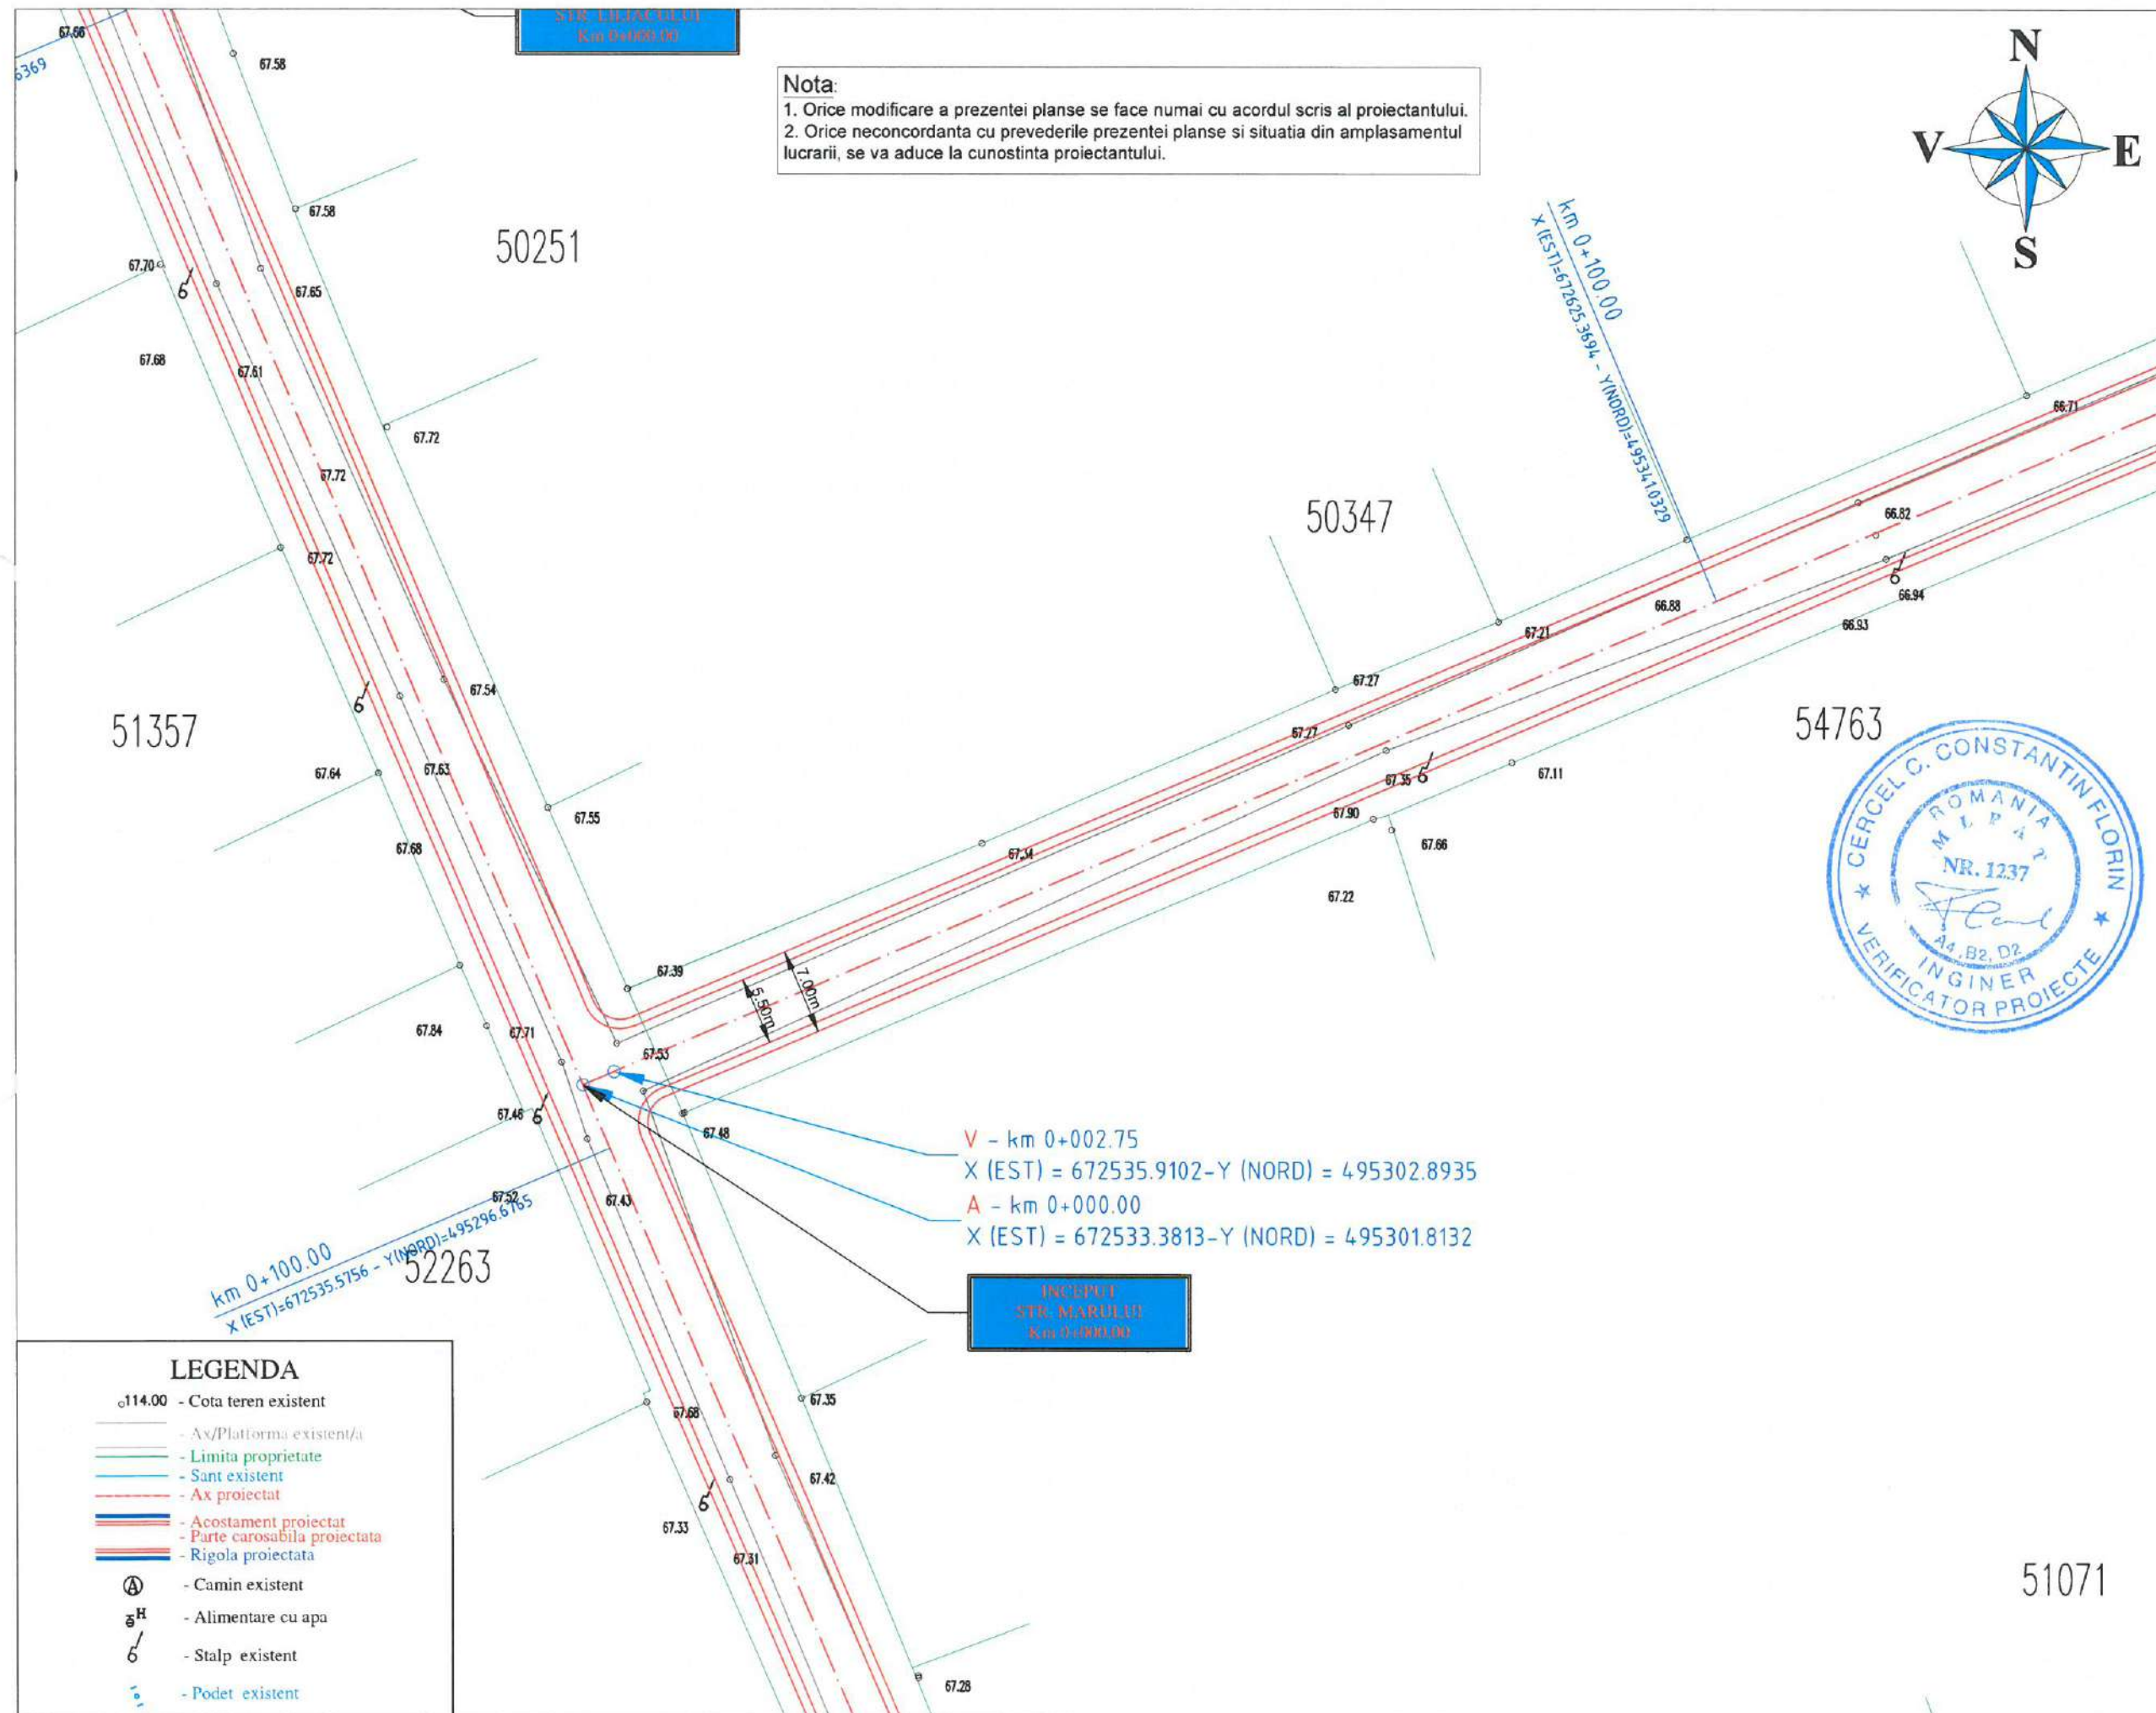 STR. LILIACULUI
Km 0+000.00
Nota:
1. Orice modificare a prezentei planse se face numai cu acordul scris al proiectantului.
2. Orice neconcordanta cu prevederile prezentei planse si situatia din amplasamentul
lucrarii, se va aduce la cunostinta proiectantului.
N
V
E
S
67.66
6369
67.58
67.58
50251
67.70
67.65
67.68
67.61
67.72
67.72
67.72
km 0+100.00
X (EST)=672625.3694 - Y(NORD)=495341.0329
66.71
50347
66.82
66.88
66.94
66.93
67.21
67.27
67.27
67.54
51357
67.63
67.64
67.55
67.68
67.35
67.11
67.90
67.66
67.34
67.22
54763
CERCEL C. CONSTANTIN FLORIN
ROMANIA
M L P A T
NR. 1237
A4, B2, D2
INGINER
VERIFICATOR PROIECTE
67.39
7.00m
5.50m
67.84
67.71
67.53
67.46
67.48
V - km 0+002.75
X (EST) = 672535.9102-Y (NORD) = 495302.8935
A - km 0+000.00
X (EST) = 672533.3813-Y (NORD) = 495301.8132
67.52
67.43
km 0+100.00
X (EST)=672535.5756 - Y(NORD)=495296.6765
52263
INCEPUT
STR. MARULUI
Km 0+000.00
67.35
67.68
67.42
67.33
67.31
67.28
51071
LEGENDA
114.00 - Cota teren existent
- Ax/Platforma existent/a
- Limita proprietate
- Sant existent
- Ax proiectat
- Acostament proiectat
- Parte carosabila proiectata
- Rigola proiectata
A - Camin existent
H - Alimentare cu apa
- Stalp existent
- Podet existent